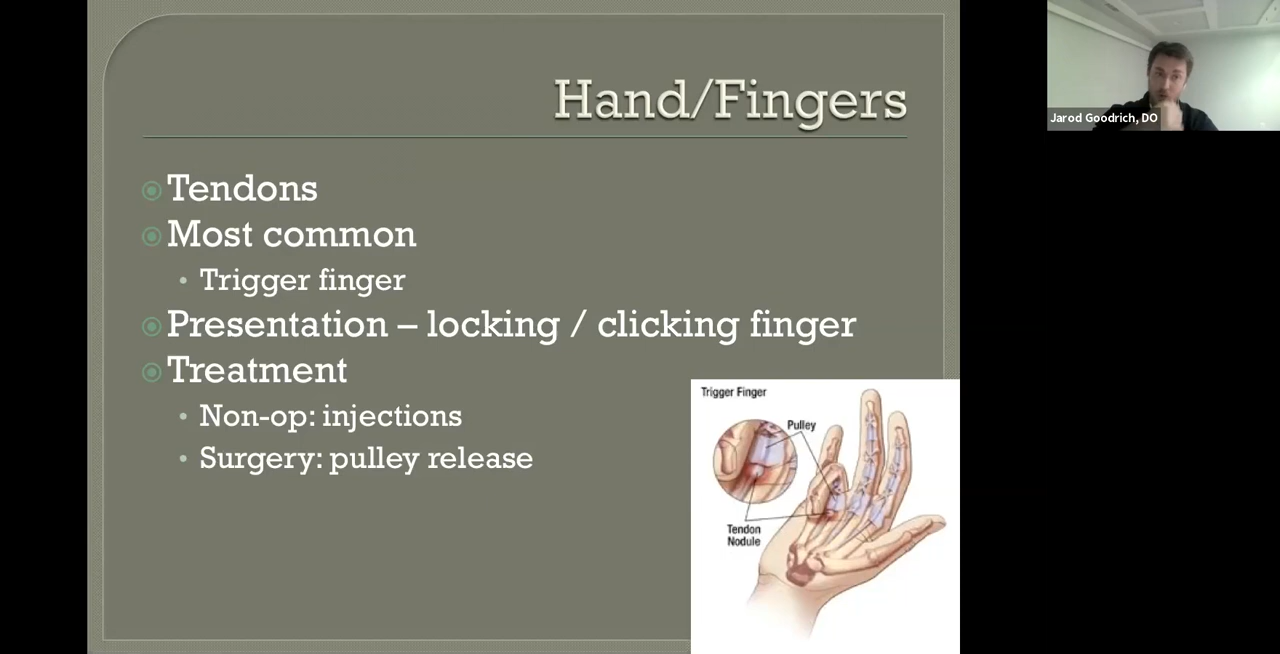 Hand/Fingers
Tendons
Most common
Trigger finger
Presentation – locking / clicking finger
Treatment
Non-op: injections
Surgery: pulley release
Trigger Finger
Pulley
Tendon
Nodule
Jarod Goodrich, DO